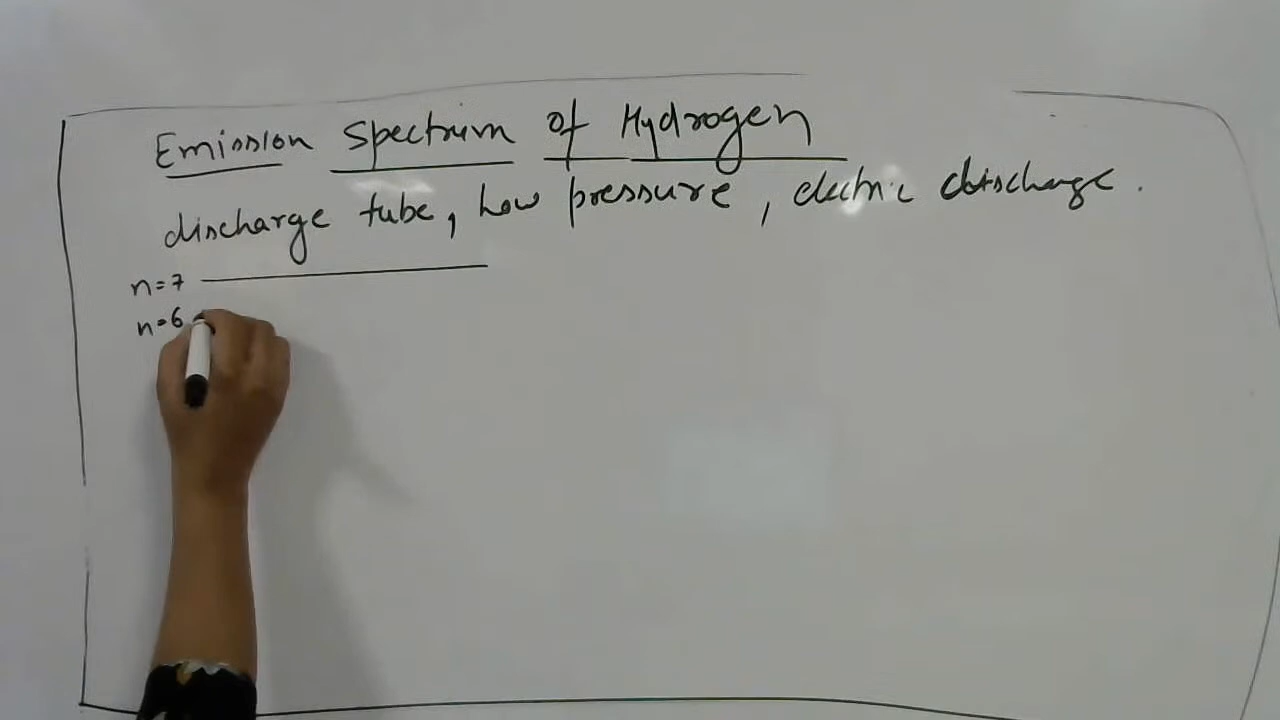 Emission Spectrum of Hydrogen
discharge tube, Low pressure, electric discharge.
n=7
n=6